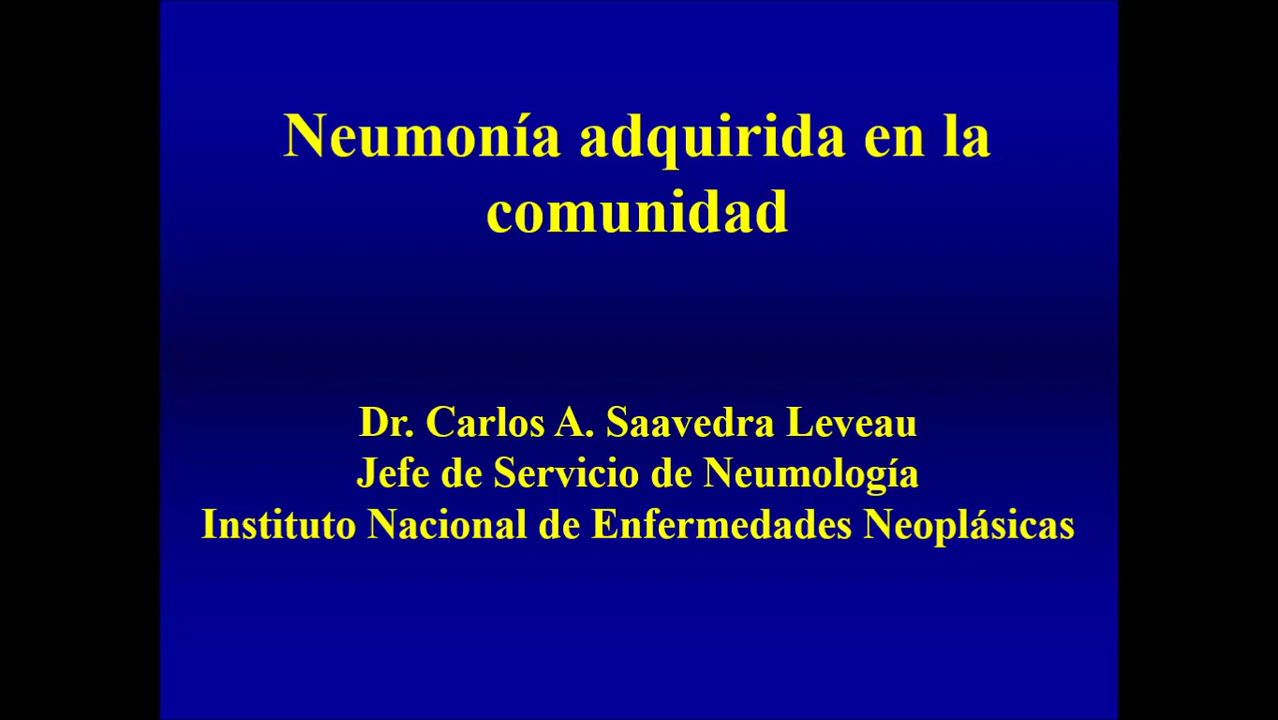 Neumonía adquirida en la
comunidad
Dr. Carlos A. Saavedra Leveau
Jefe de Servicio de Neumología
Instituto Nacional de Enfermedades Neoplásicas